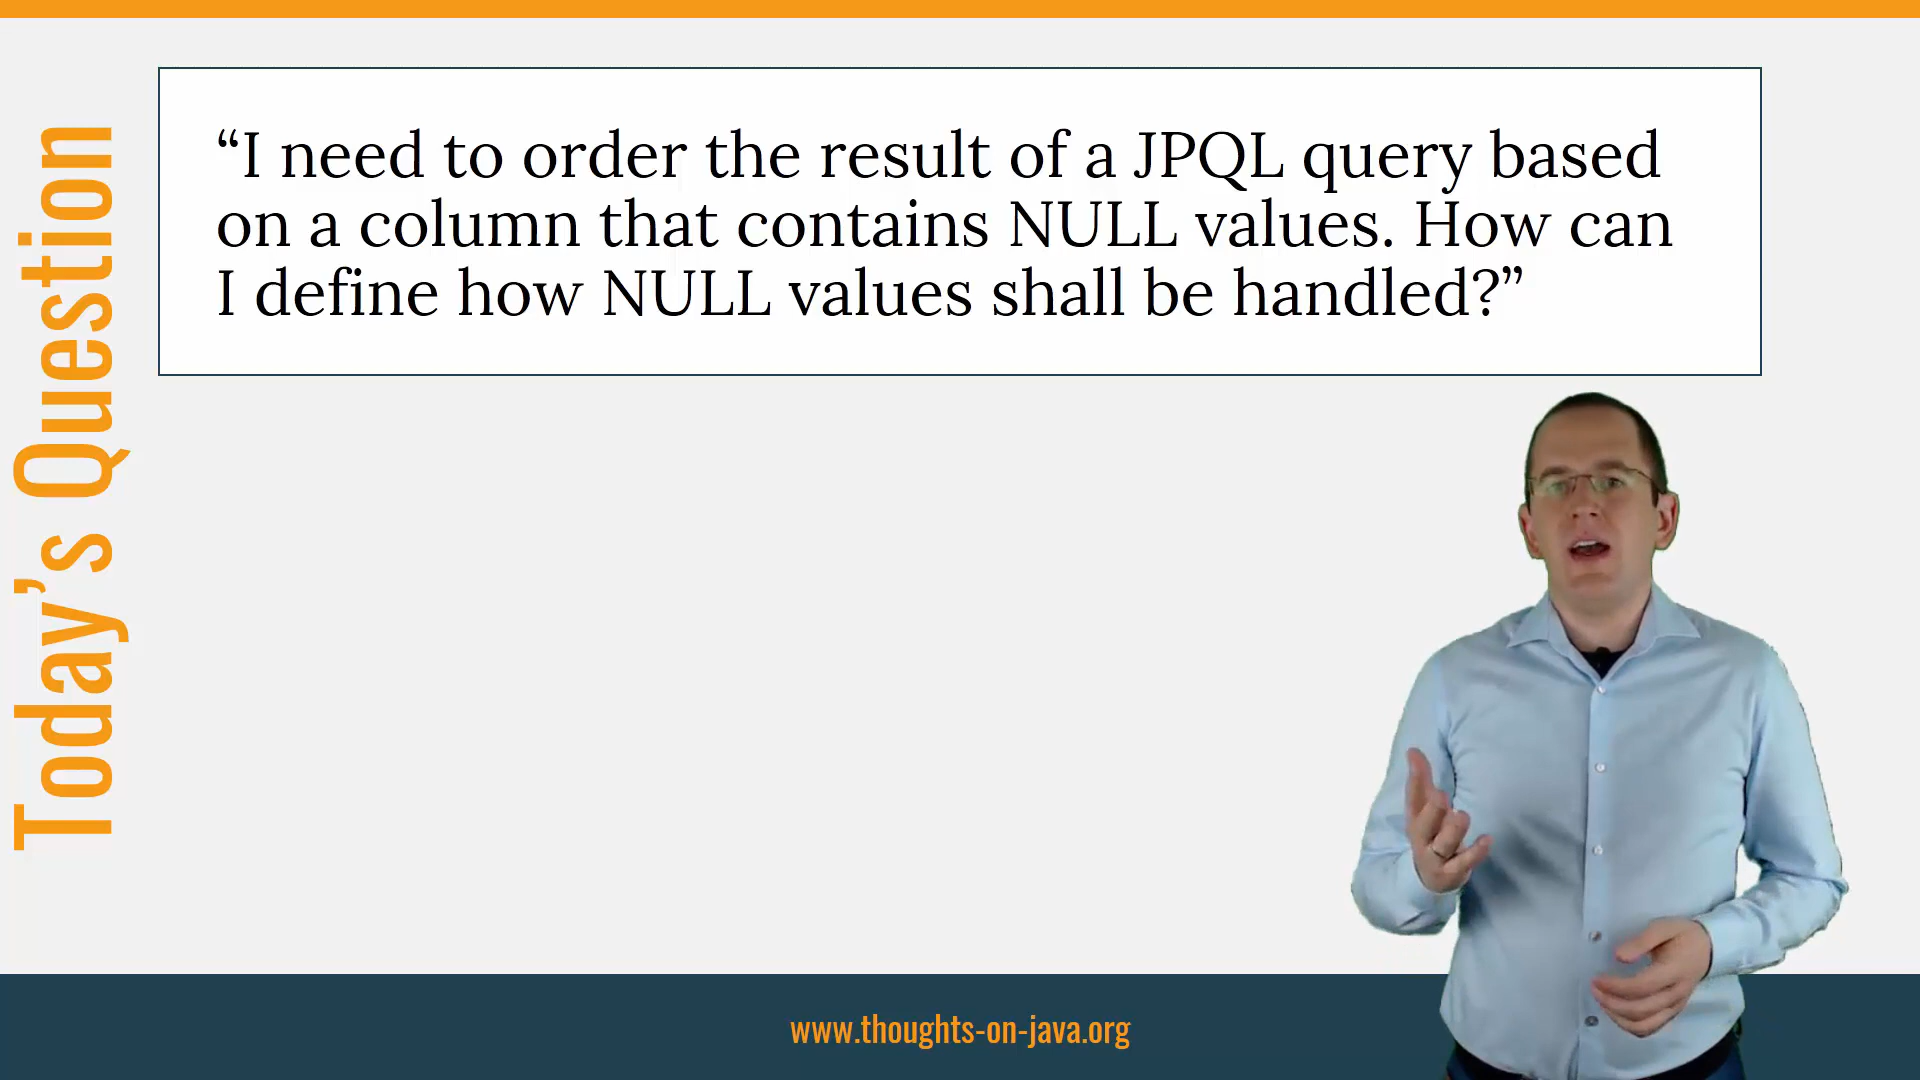 Today’s Question
“I need to order the result of a JPQL query based
on a column that contains NULL values. How can
I define how NULL values shall be handled?”
www.thoughts-on-java.org